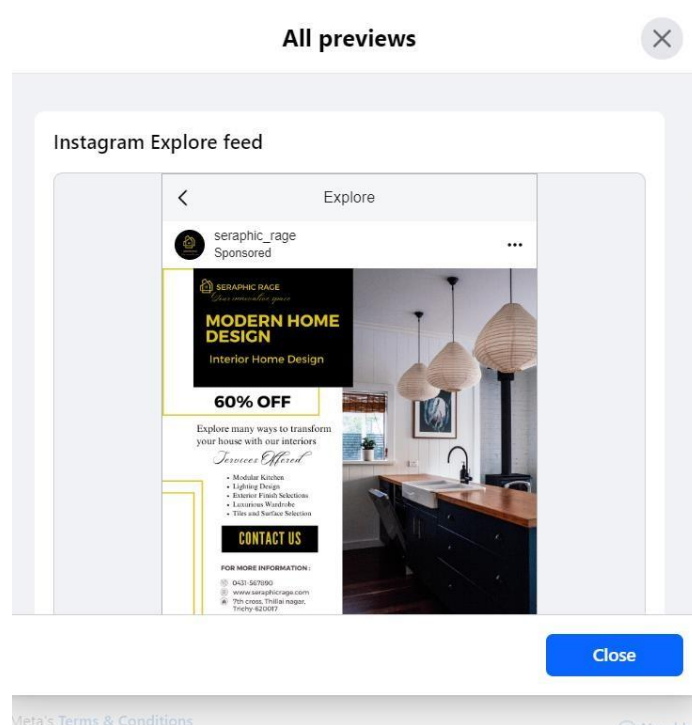 All previews
Instagram Explore feed
Explore
seraphic_rage
Sponsored
SERAPHIC RAGE
Your innovative space
MODERN HOME
DESIGN
Interior Home Design
60% OFF
Explore many ways to transform
your house with our interiors
Services Offered
• Modular Kitchen
• Lighting Design
• Exterior Finish Selections
• Luxurious Wardrobe
• Tiles and Surface Selection
CONTACT US
FOR MORE INFORMATION :
0431-567090
www.seraphicrage.com
7th cross, Thillai nagar,
Trichy-620017
Close
Meta's Terms & Conditions